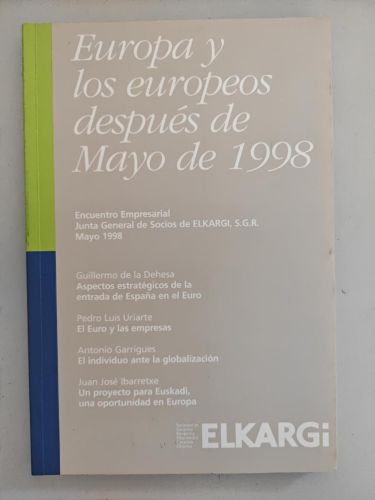 Europa y
los europeos
después de
Mayo de 1998
Encuentro Empresarial
Junta General de Socios de ELKARGI, S.G.R.
Mayo 1998
Guillermo de la Dehesa
Aspectos estratégicos de la
entrada de España en el Euro
Pedro Luis Uriarte
El Euro y las empresas
Antonio Garrigues
El individuo ante la globalización
Juan José Ibarretxe
Un proyecto para Euskadi,
una oportunidad en Europa
ELKARGi